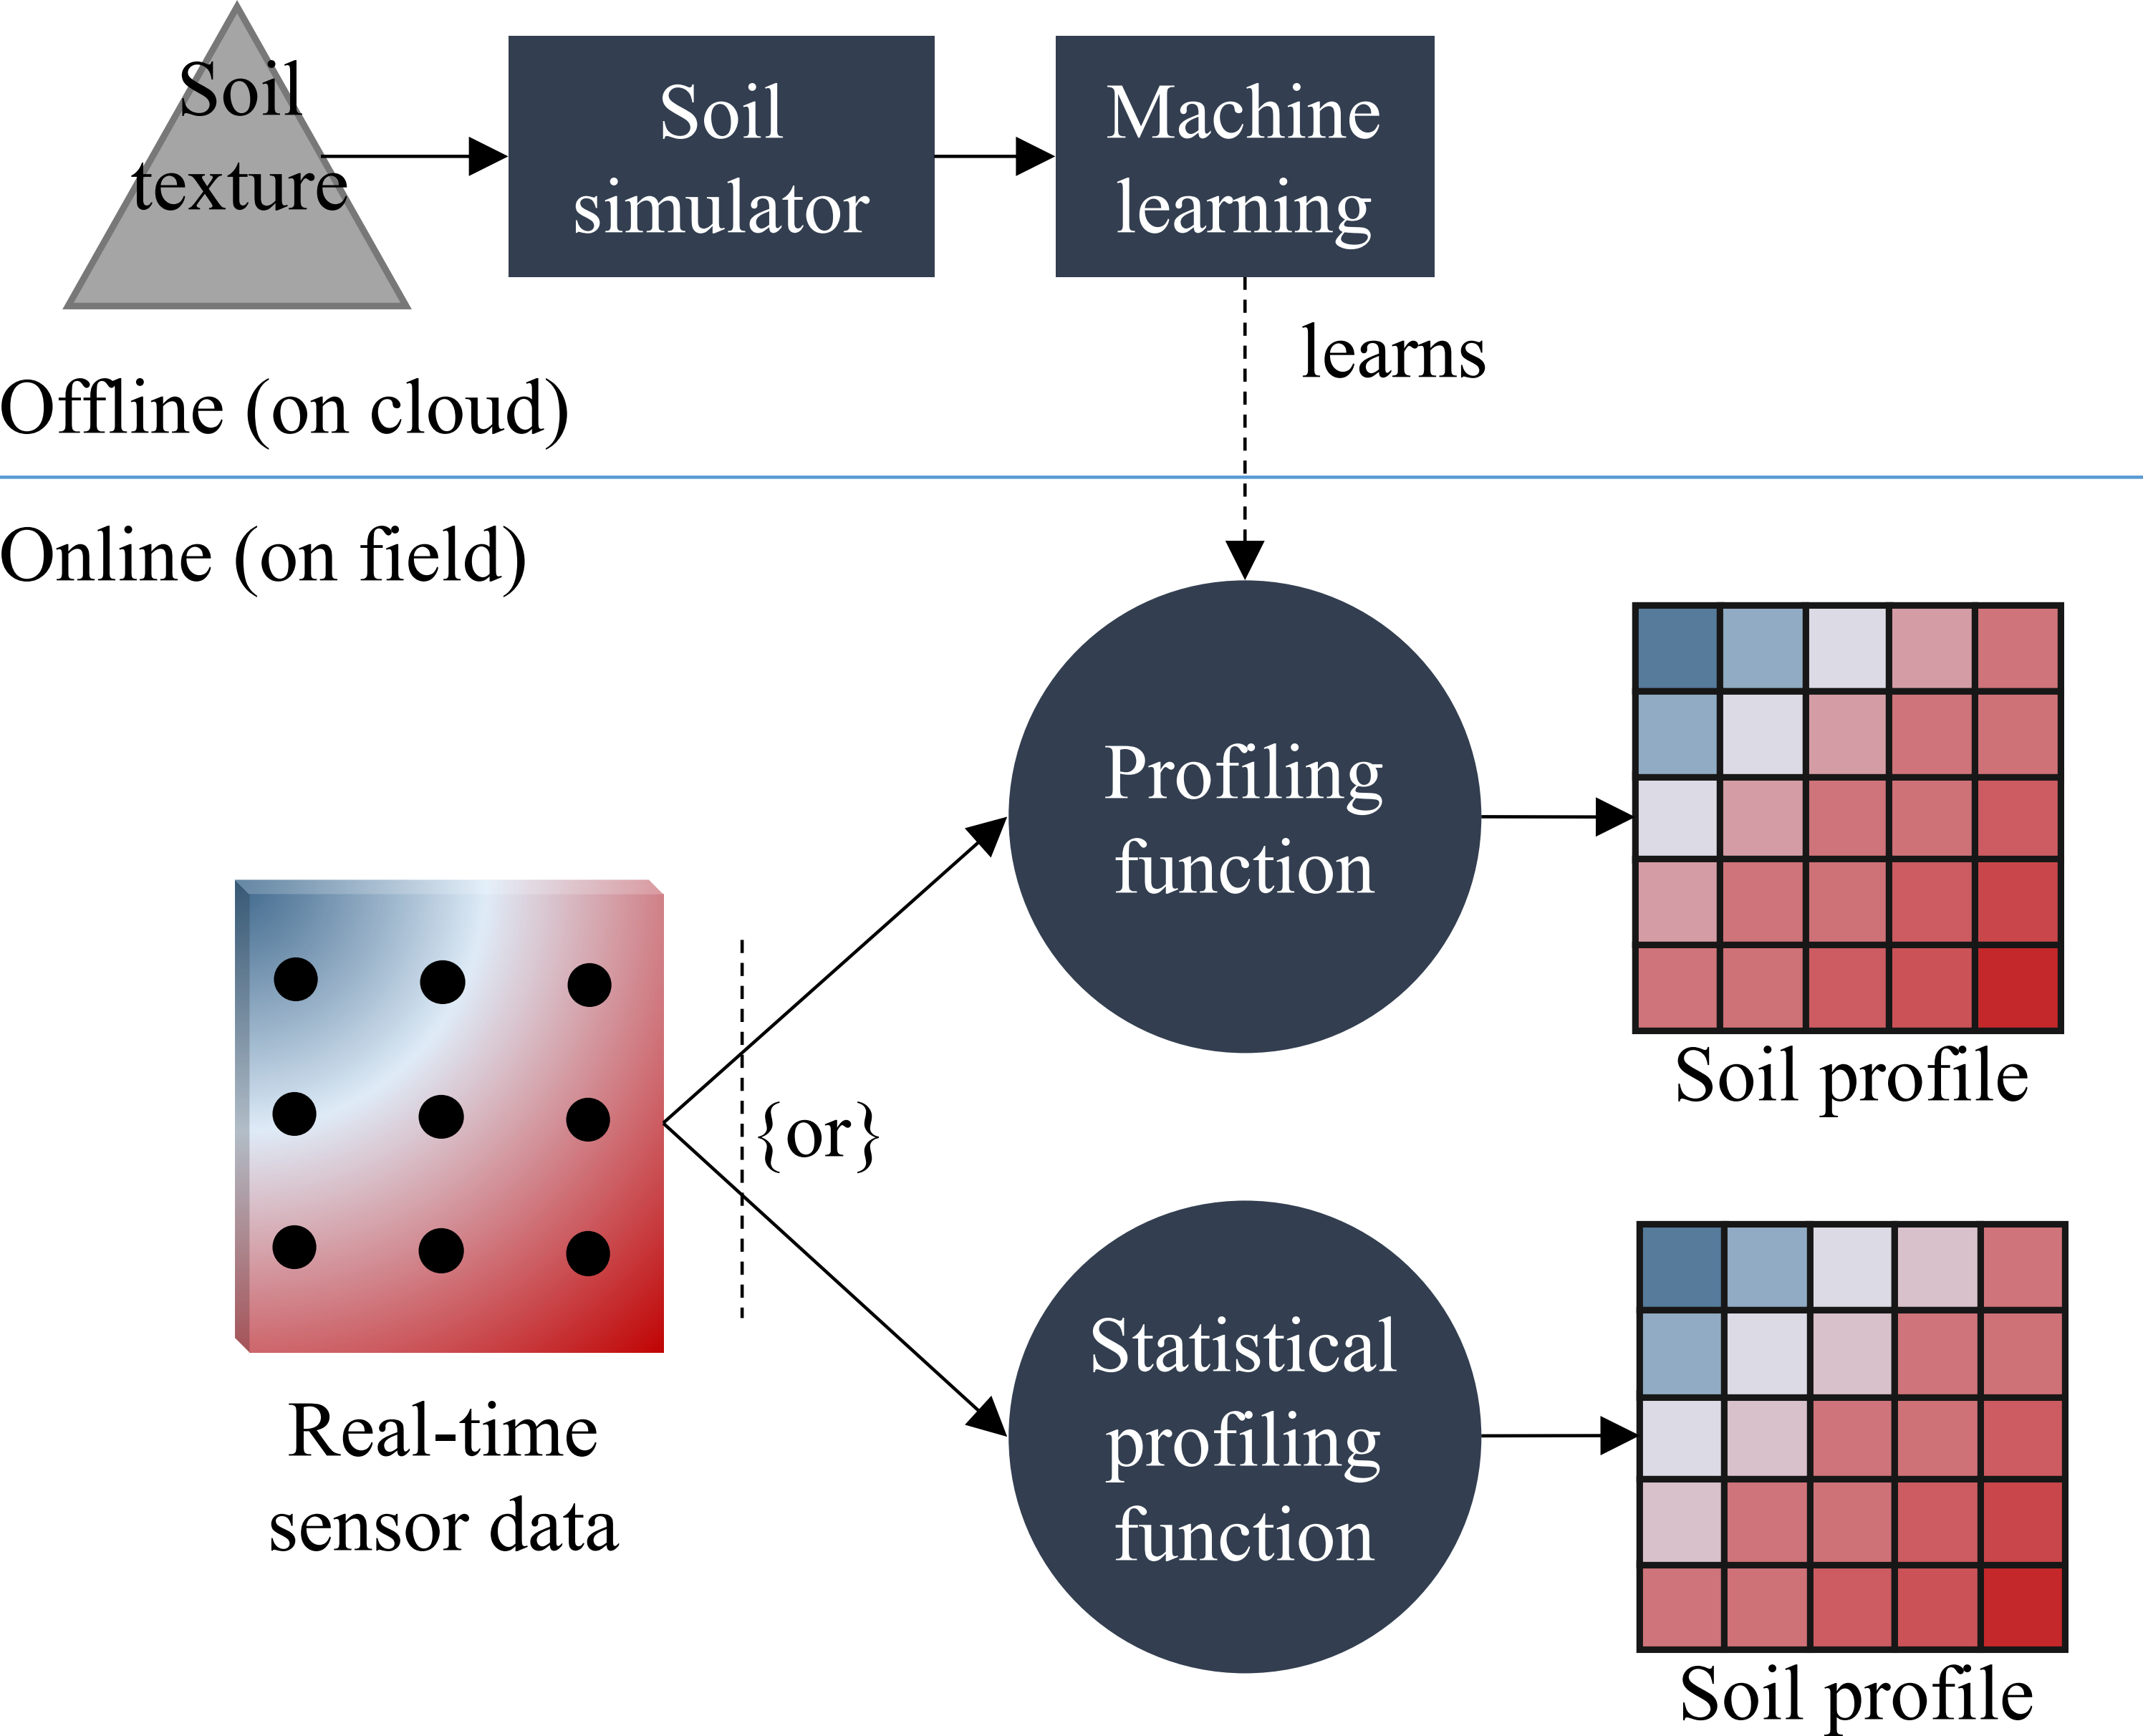 Soil
texture
Soil
simulator
Machine
learning
learns
Offline (on cloud)
Online (on field)
Profiling
function
Soil profile
{or}
Real-time
sensor data
Statistical
profiling
function
Soil profile